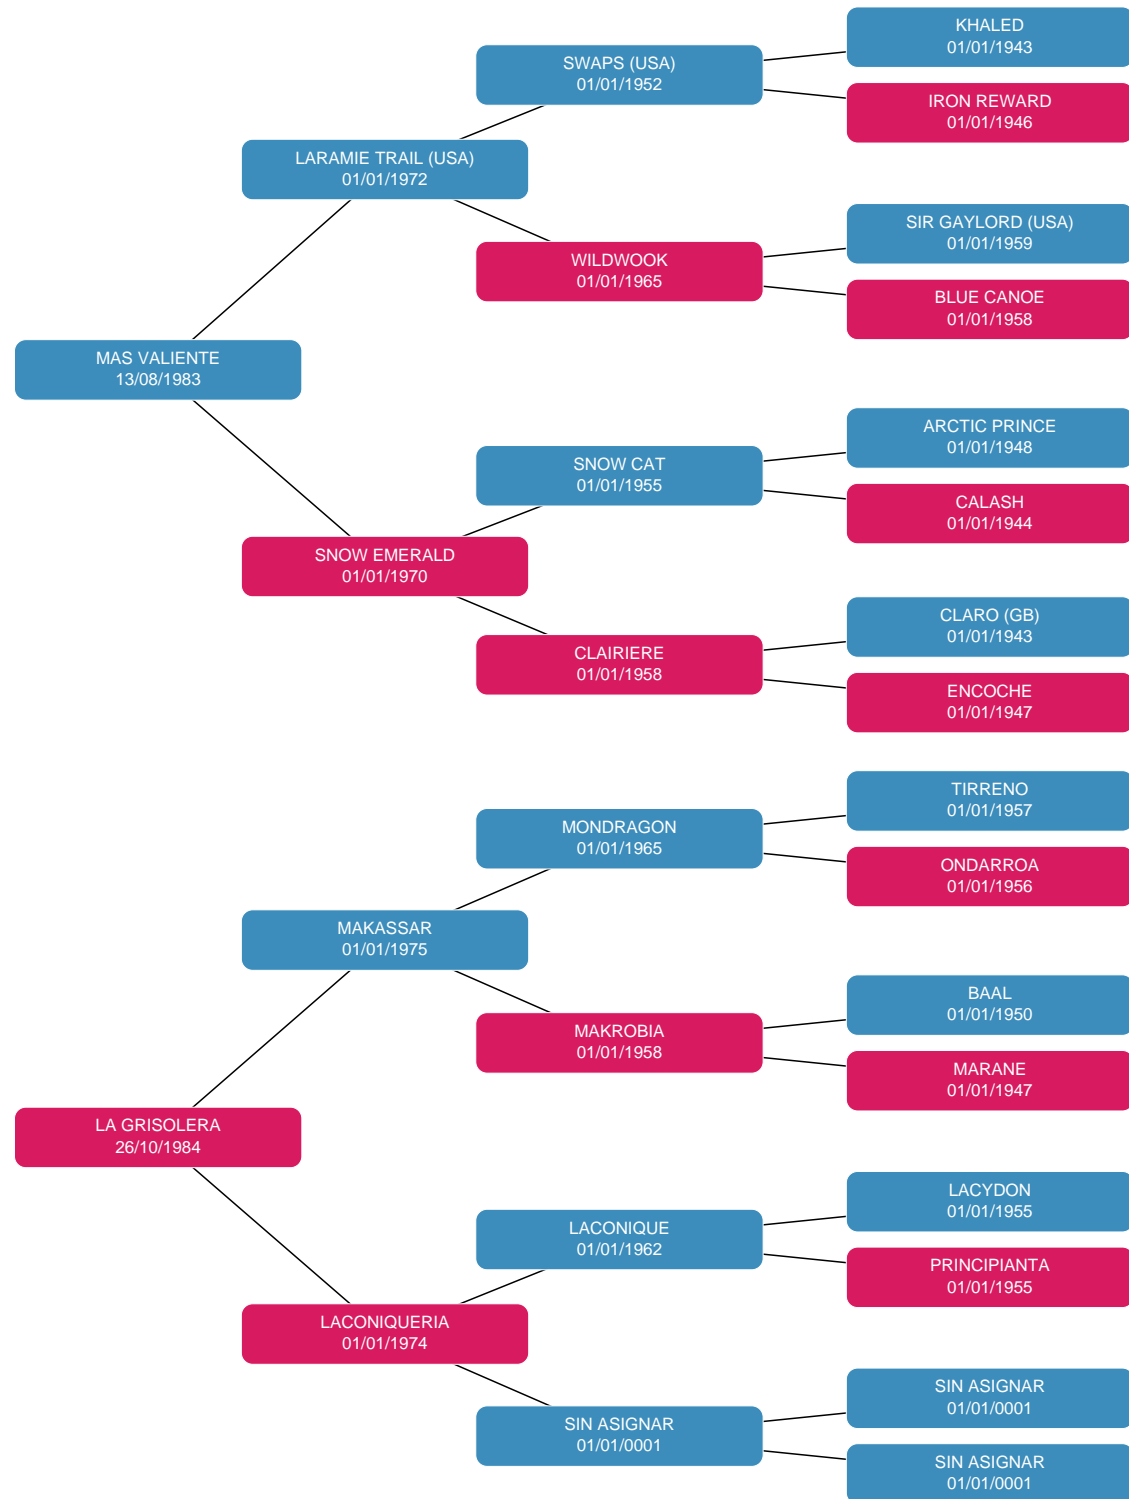 KHALED
01/01/1943
SWAPS (USA)
01/01/1952
IRON REWARD
01/01/1946
LARAMIE TRAIL (USA)
01/01/1972
SIR GAYLORD (USA)
01/01/1959
WILDWOOK
01/01/1965
BLUE CANOE
01/01/1958
MAS VALIENTE
13/08/1983
ARCTIC PRINCE
01/01/1948
SNOW CAT
01/01/1955
CALASH
01/01/1944
SNOW EMERALD
01/01/1970
CLARO (GB)
01/01/1943
CLAIRIERE
01/01/1958
ENCOCHE
01/01/1947
TIRRENO
01/01/1957
MONDRAGON
01/01/1965
ONDARROA
01/01/1956
MAKASSAR
01/01/1975
BAAL
01/01/1950
MAKROBIA
01/01/1958
MARANE
01/01/1947
LA GRISOLERA
26/10/1984
LACYDON
01/01/1955
LACONIQUE
01/01/1962
PRINCIPIANTA
01/01/1955
LACONIQUERIA
01/01/1974
SIN ASIGNAR
01/01/0001
SIN ASIGNAR
01/01/0001
SIN ASIGNAR
01/01/0001